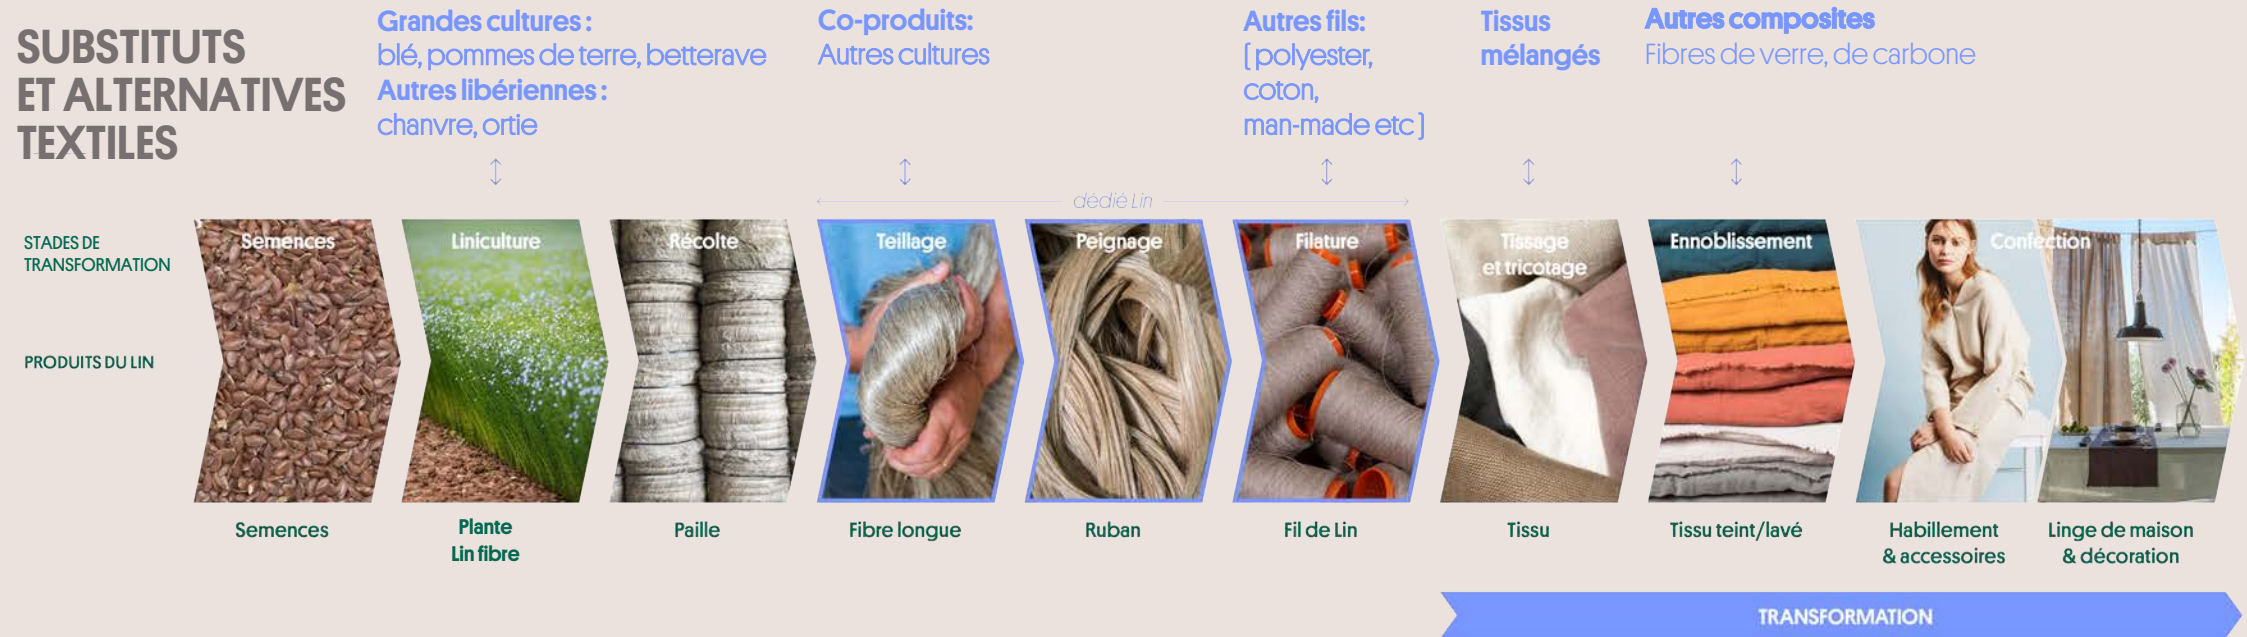 SUBSTITUTS
ET ALTERNATIVES
TEXTILES
Grandes cultures :
blé, pommes de terre, betterave
Autres libériennes :
chanvre, ortie
Co-produits:
Autres cultures
Autres fils:
( polyester,
coton,
man-made etc )
Tissus
mélangés
Autres composites
Fibres de verre, de carbone
dédié Lin
STADES DE
TRANSFORMATION
Semences
Liniculture
Récolte
Teillage
Peignage
Filature
Tissage
et tricotage
Ennoblissement
Confection
PRODUITS DU LIN
Semences
Plante
Lin fibre
Paille
Fibre longue
Ruban
Fil de Lin
Tissu
Tissu teint/lavé
Habillement
& accessoires
Linge de maison
& décoration
TRANSFORMATION